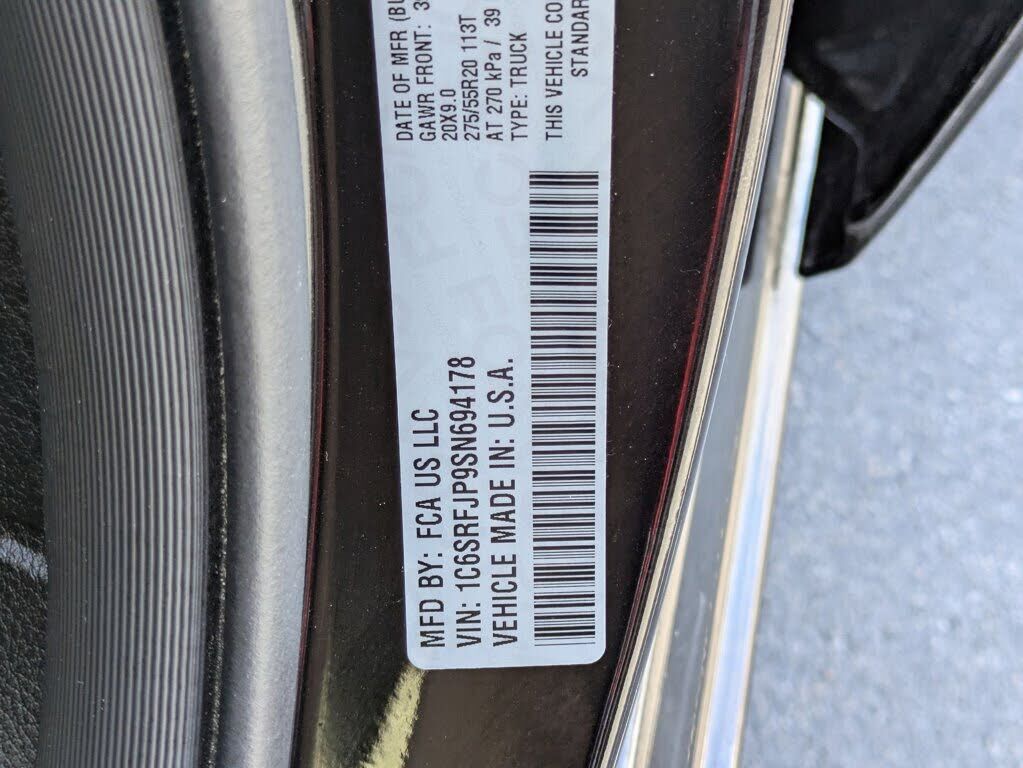 MFD BY: FCA US LLC
VIN: 1C6SRFJP9SN694178
VEHICLE MADE IN: U.S.A.
DATE OF MFR (BU
GAWR FRONT: 3
20X9.0
275/55R20 113T
AT 270 kPa / 39
TYPE: TRUCK
THIS VEHICLE CO
STANDAR